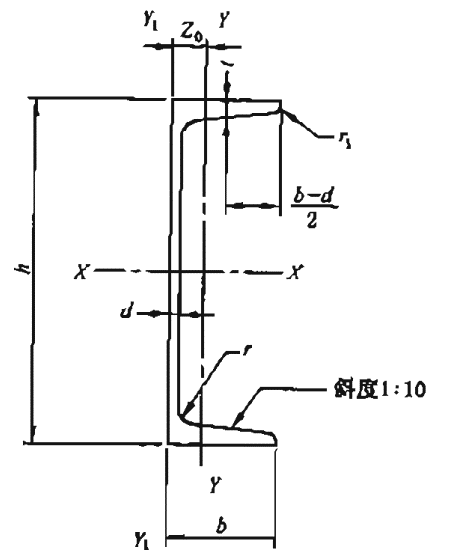 Y₁ Z₀ Y
t
r₁
b-d
2
h
X X
d
r
斜度1:10
Y
Y₁ b